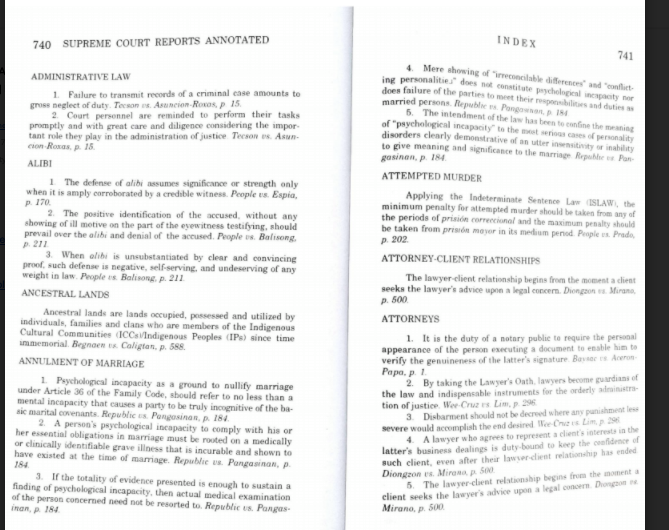 740 SUPREME COURT REPORTS ANNOTATED
ADMINISTRATIVE LAW
1. Failure to transmit records of a criminal case amounts to
gross neglect of duty. Tecson vs. Asuncion-Roxas, p. 15.
2. Court personnel are reminded to perform their tasks
promptly and with great care and diligence considering the impor-
tant role they play in the administration of justice. Tecson vs. Asun-
cion-Roxas, p. 15.
ALIBI
1 The defense of alibi assumes significance or strength only
when it is amply corroborated by a credible witness. People vs. Espia,
p. 170.
2. The positive identification of the accused, without any
showing of ill motive on the part of the eyewitness testifying, should
prevail over the alibi and denial of the accused. People vs. Balisong,
p. 211.
3. When alibi is unsubstantiated by clear and convincing
proof, such defense is negative, self-serving, and undeserving of any
weight in law. People vs. Balisong, p. 211
ANCESTRAL LANDS
Ancestral lands are lands occupied, possessed and utilized by
individuals, families and clans who are members of the Indigenous
Cultural Communities (ICCs)/Indigenous Peoples (IPs) since time
immemorial. Begnaen vs. Caligtan, p. 588.
ANNULMENT OF MARRIAGE
1. Psychological incapacity as a ground to nullify marriage
under Article 36 of the Family Code, should refer to no less than a
mental incapacity that causes a party to be truly incognitive of the ba-
sic marital covenants. Republic vs. Pangasinan, p. 184.
2. A person's psychological incapacity to comply with his or
her essential obligations in marriage must be rooted on a medically
or clinically identifiable grave illness that is incurable and shown to
have existed at the time of marriage. Republic vs. Pangasinan, p.
184.
3. If the totality of evidence presented is enough to sustain a
finding of psychological incapacity, then actual medical examination
of the person concerned need not be resorted to. Republic vs. Pangas-
inan, p. 184.
INDEX
741
4. Mere showing of "irreconcilable differences" and "conflict-
ing personalities" does not constitute psychological incapacity nor
does failure of the parties to meet their responsibilities and duties as
married persons. Republic vs. Pangasinan, p. 184
5. The intendment of the law has been to confine the meaning
of "psychological incapacity" to the most serious cases of personality
disorders clearly demonstrative of an utter insensitivity or inability
to give meaning and significance to the marriage. Republic vs. Pan-
gasinan, p. 184.
ATTEMPTED MURDER
Applying the Indeterminate Sentence Law (ISLAW), the
minimum penalty for attempted murder should be taken from any of
the periods of prisión correccional and the maximum penalty should
be taken from prisión mayor in its medium period. People vs. Prado,
p. 202.
ATTORNEY-CLIENT RELATIONSHIPS
The lawyer-client relationship begins from the moment a client
seeks the lawyer's advice upon a legal concern. Diongzon vs. Mirano,
p. 500.
ATTORNEYS
1. It is the duty of a notary public to require the personal
appearance of the person executing a document to enable him to
verify the genuineness of the latter's signature. vs.
Papa, p. 1.
2. By taking the Lawyer's Oath, lawyers become guardians of
the law and indispensable instruments for the orderly administra-
tion of justice. Wee-Cruz vs. Lim, p. 296.
3. Disbarment should not be decreed where any punishment less
severe would accomplish the end desired. Wee-Cruz vs. Lim, p. 296.
4. A lawyer who agrees to represent a client's interests in the
latter's business dealings is duty-bound to keep the confidence of
such client, even after their lawyer-client relationship has ended.
Diongzon vs. Mirano, p. 500.
5. The lawyer-client relationship begins from the moment a
client seeks the lawyer's advice upon a legal concern. Diongzon vs.
Mirano, p. 500.